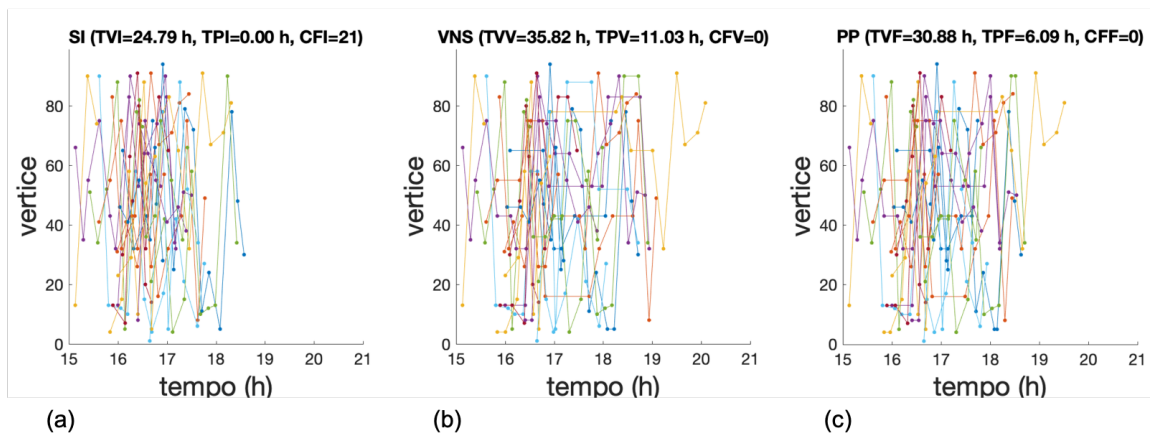 SI (TVI=24.79 h, TPI=0.00 h, CFI=21)
vertice
80
60
40
20
0
15 16 17 18 19 20 21
tempo (h)
(a)
VNS (TVV=35.82 h, TPV=11.03 h, CFV=0)
vertice
80
60
40
20
0
15 16 17 18 19 20 21
tempo (h)
(b)
PP (TVF=30.88 h, TPF=6.09 h, CFF=0)
vertice
80
60
40
20
0
15 16 17 18 19 20 21
tempo (h)
(c)